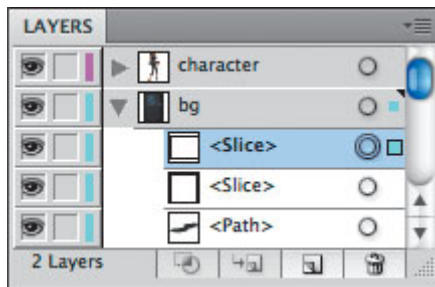 LAYERS
character
bg
<Slice>
<Slice>
<Path>
2 Layers